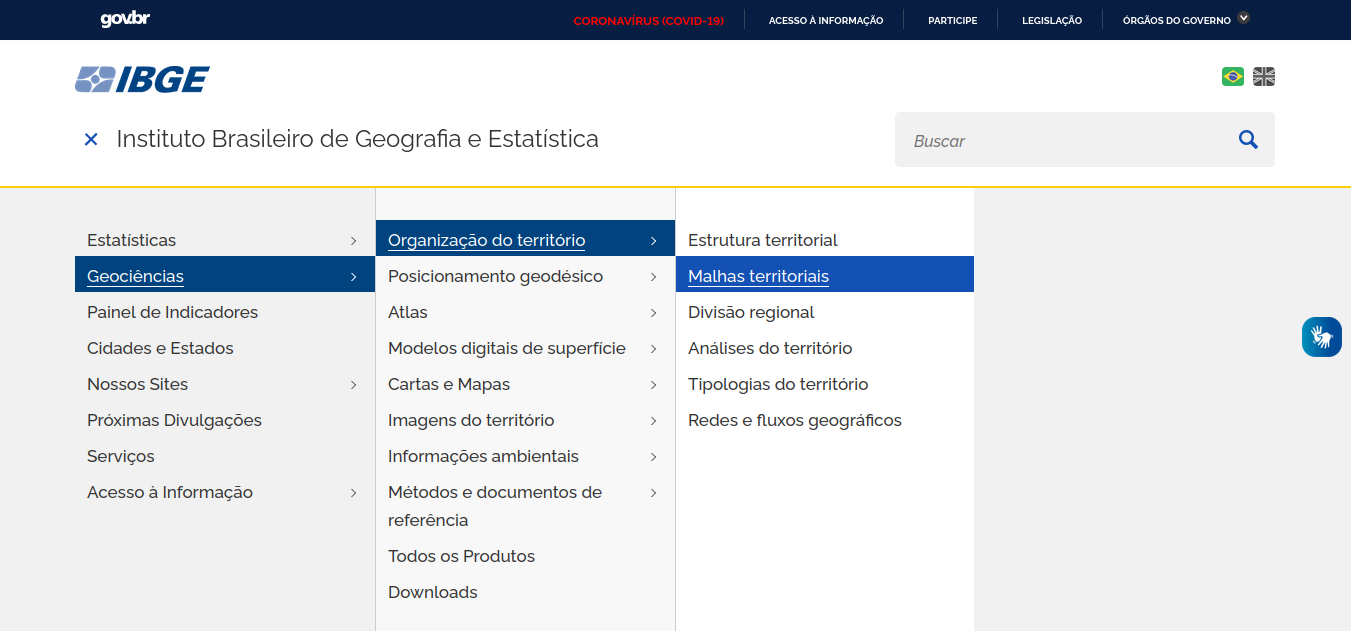 gov.br
CORONAVÍRUS (COVID-19)
ACESSO À INFORMAÇÃO
PARTICIPE
LEGISLAÇÃO
ÓRGÃOS DO GOVERNO
IBGE
Instituto Brasileiro de Geografia e Estatística
Buscar
Estatísticas
Geociências
Painel de Indicadores
Cidades e Estados
Nossos Sites
Próximas Divulgações
Serviços
Acesso à Informação
Organização do território
Posicionamento geodésico
Atlas
Modelos digitais de superfície
Cartas e Mapas
Imagens do território
Informações ambientais
Métodos e documentos de
referência
Todos os Produtos
Downloads
Estrutura territorial
Malhas territoriais
Divisão regional
Análises do território
Tipologias do território
Redes e fluxos geográficos